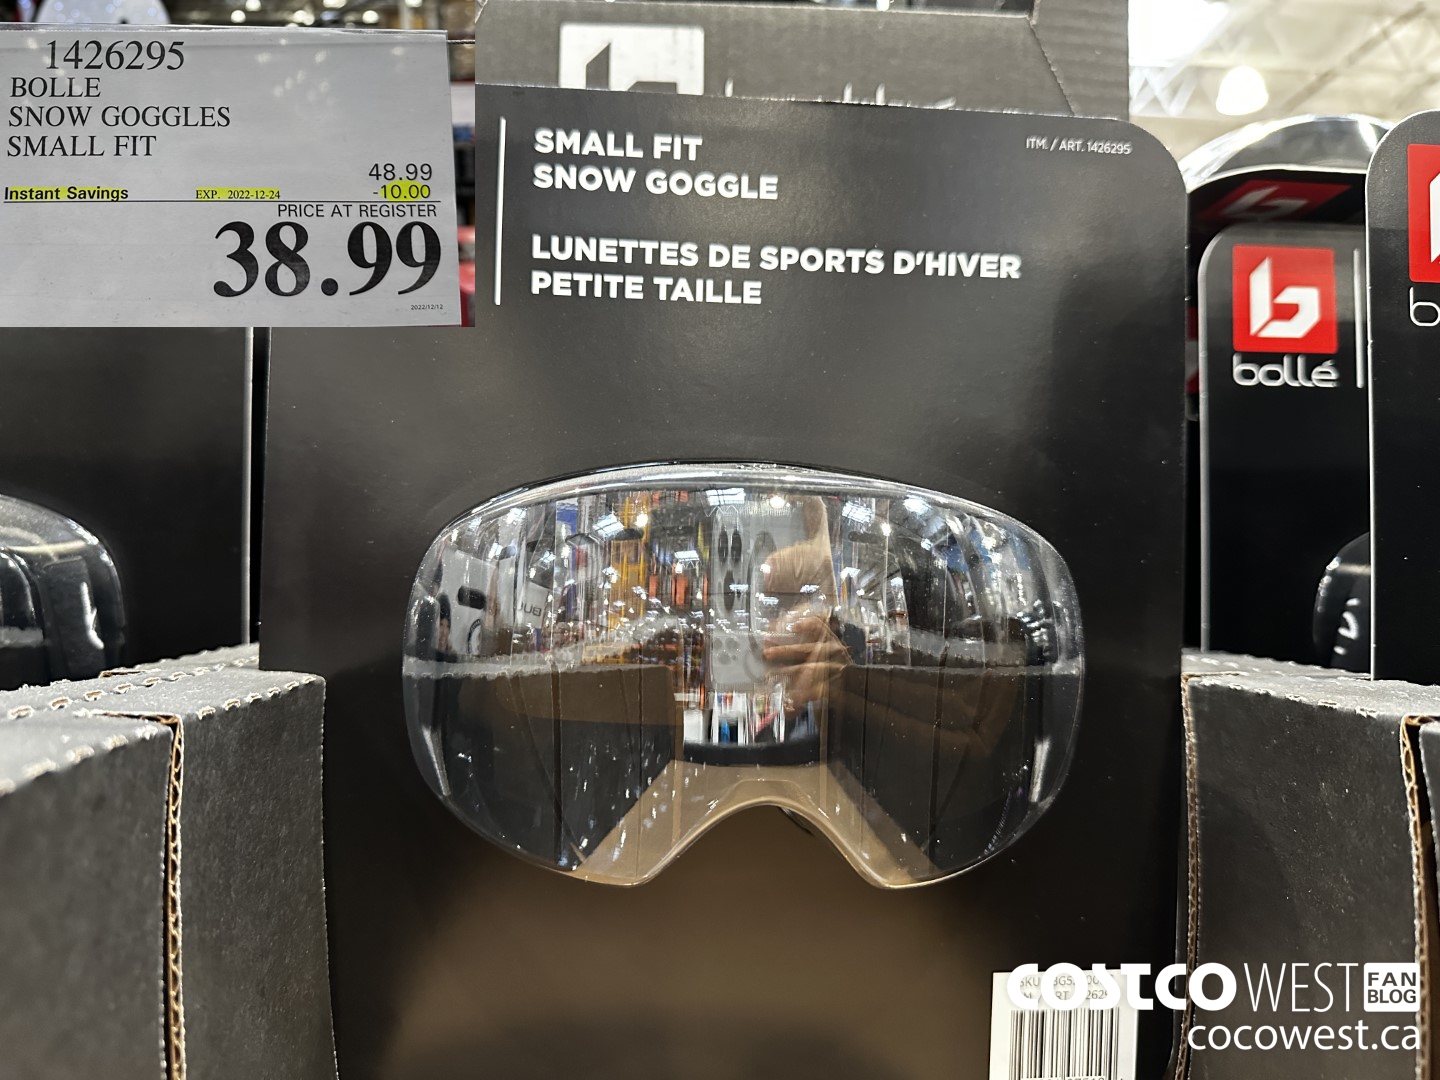 1426295
BOLLE
SNOW GOGGLES
SMALL FIT
48.99
Instant Savings EXP. 2022-12-24 -10.00
PRICE AT REGISTER
38.99
2022/12/12
SMALL FIT
SNOW GOGGLE
ITM. / ART. 1426295
LUNETTES DE SPORTS D'HIVER
PETITE TAILLE
bollé
COSTCO WEST FAN BLOG
cocowest.ca